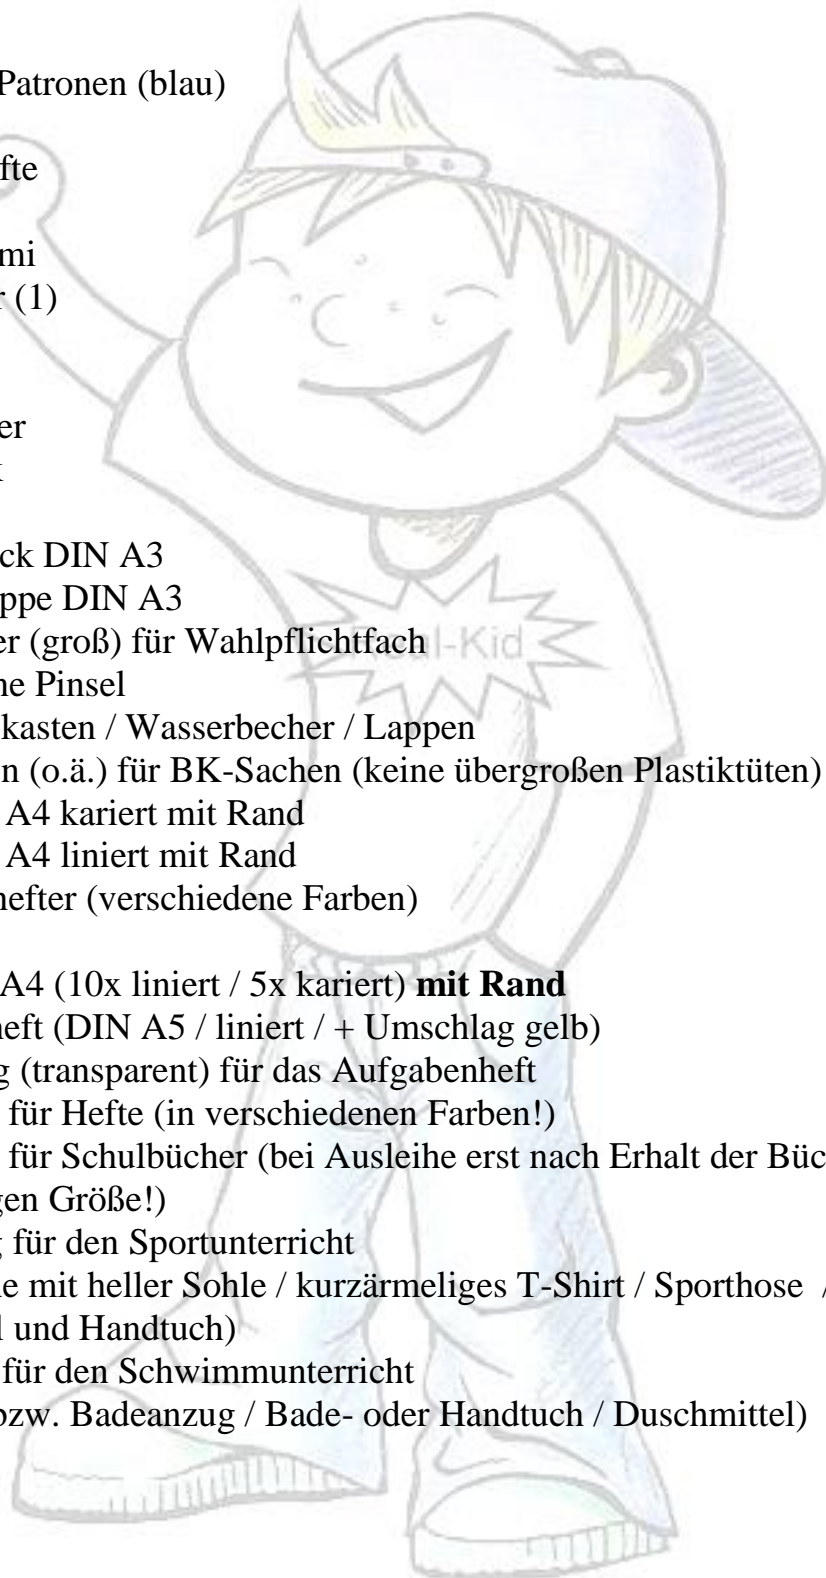 Patronen (blau)
fte
mi
r (1)
er
k
ck DIN A3
ppe DIN A3
er (groß) für Wahlpflichtfach
Real-Kid
ne Pinsel
kasten / Wasserbecher / Lappen
n (o.ä.) für BK-Sachen (keine übergroßen Plastiktüten)
A4 kariert mit Rand
A4 liniert mit Rand
hefter (verschiedene Farben)
A4 (10x liniert / 5x kariert) mit Rand
heft (DIN A5 / liniert / + Umschlag gelb)
g (transparent) für das Aufgabenheft
für Hefte (in verschiedenen Farben!)
für Schulbücher (bei Ausleihe erst nach Erhalt der Büc
gen Größe!)
g für den Sportunterricht
e mit heller Sohle / kurzärmeliges T-Shirt / Sporthose /
l und Handtuch)
für den Schwimmunterricht
bzw. Badeanzug / Bade- oder Handtuch / Duschmittel)